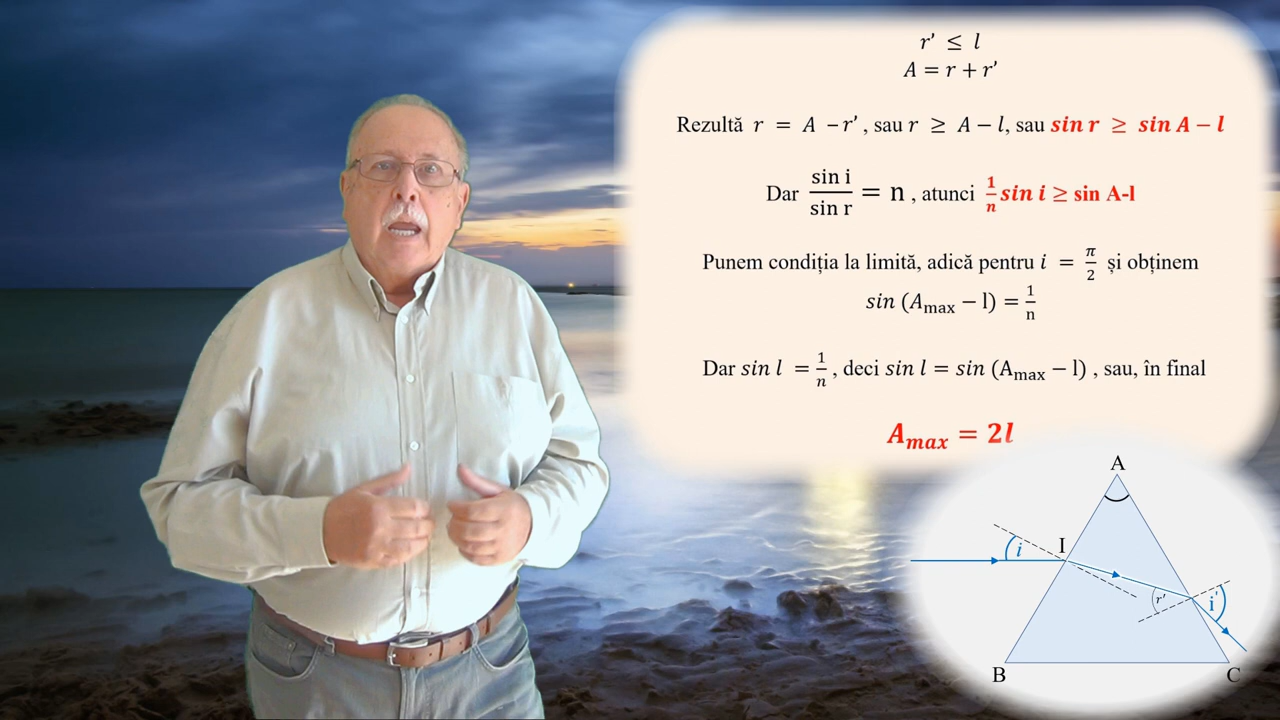 r’ ≤ l
A = r + r’
Rezultă r = A – r’ , sau r ≥ A – l, sau sin r ≥ sin A – l
Dar sin i / sin r = n , atunci 1/n sin i ≥ sin A-l
Punem condiția la limită, adică pentru i = π/2 și obținem
sin (Amax – l) = 1/n
Dar sin l = 1/n , deci sin l = sin (Amax – l) , sau, în final
Amax = 2l
A
I
i
r’
i’
B
C